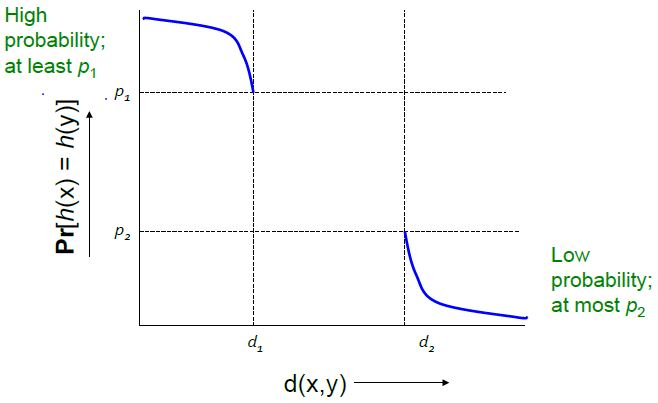 High
probability;
at least p₁
p₁
Pr[h(x) = h(y)]
p₂
Low
probability;
at most p₂
d₁
d₂
d(x,y)